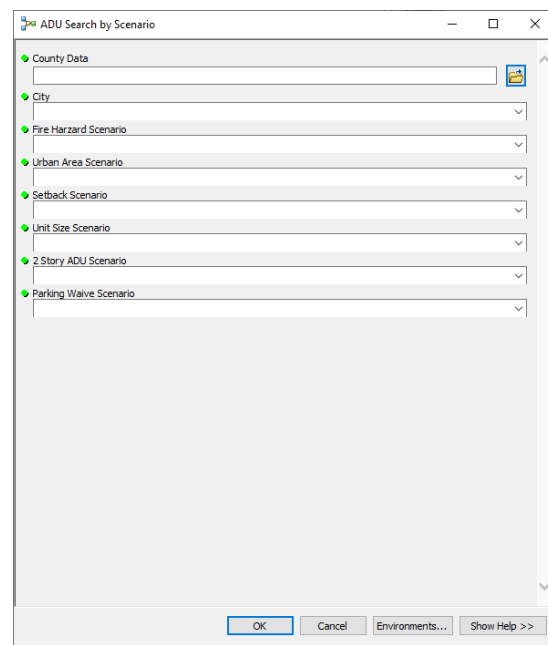 ADU Search by Scenario
County Data
City
Fire Harzard Scenario
Urban Area Scenario
Setback Scenario
Unit Size Scenario
2 Story ADU Scenario
Parking Waive Scenario
OK Cancel Environments... Show Help >>